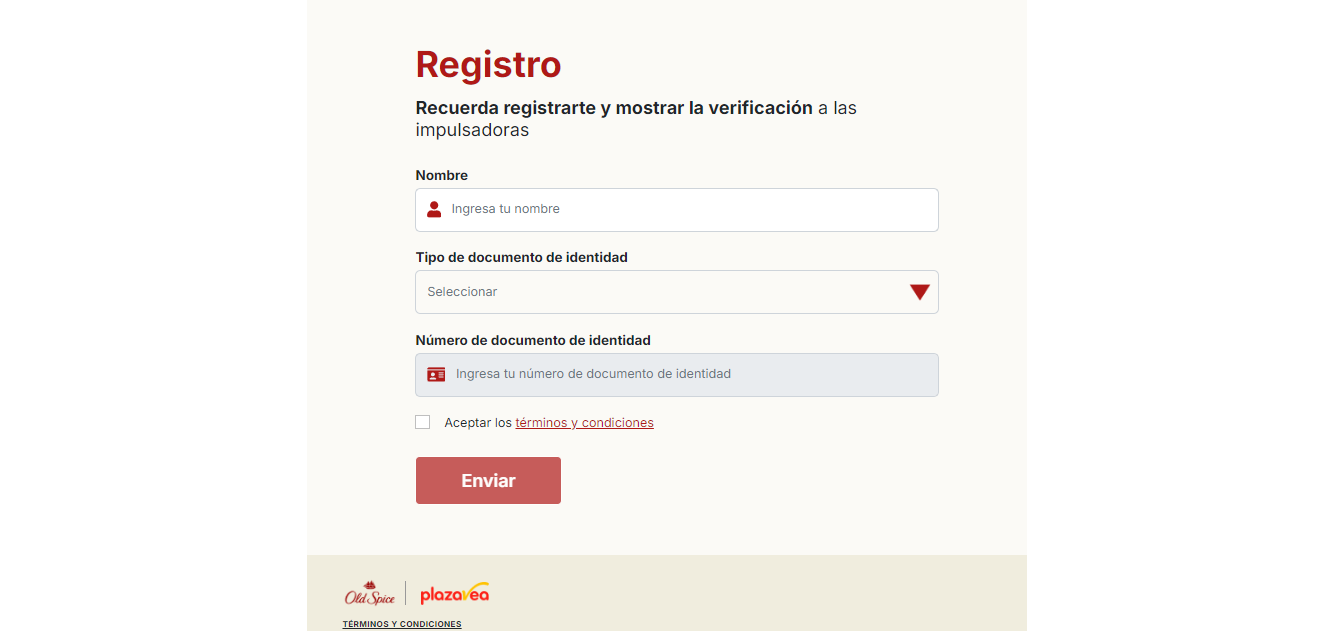 Registro
Recuerda registrarte y mostrar la verificación a las
impulsadoras
Nombre
Ingresa tu nombre
Tipo de documento de identidad
Seleccionar
Número de documento de identidad
Ingresa tu número de documento de identidad
Aceptar los términos y condiciones
Enviar
Old Spice plazavea
TÉRMINOS Y CONDICIONES